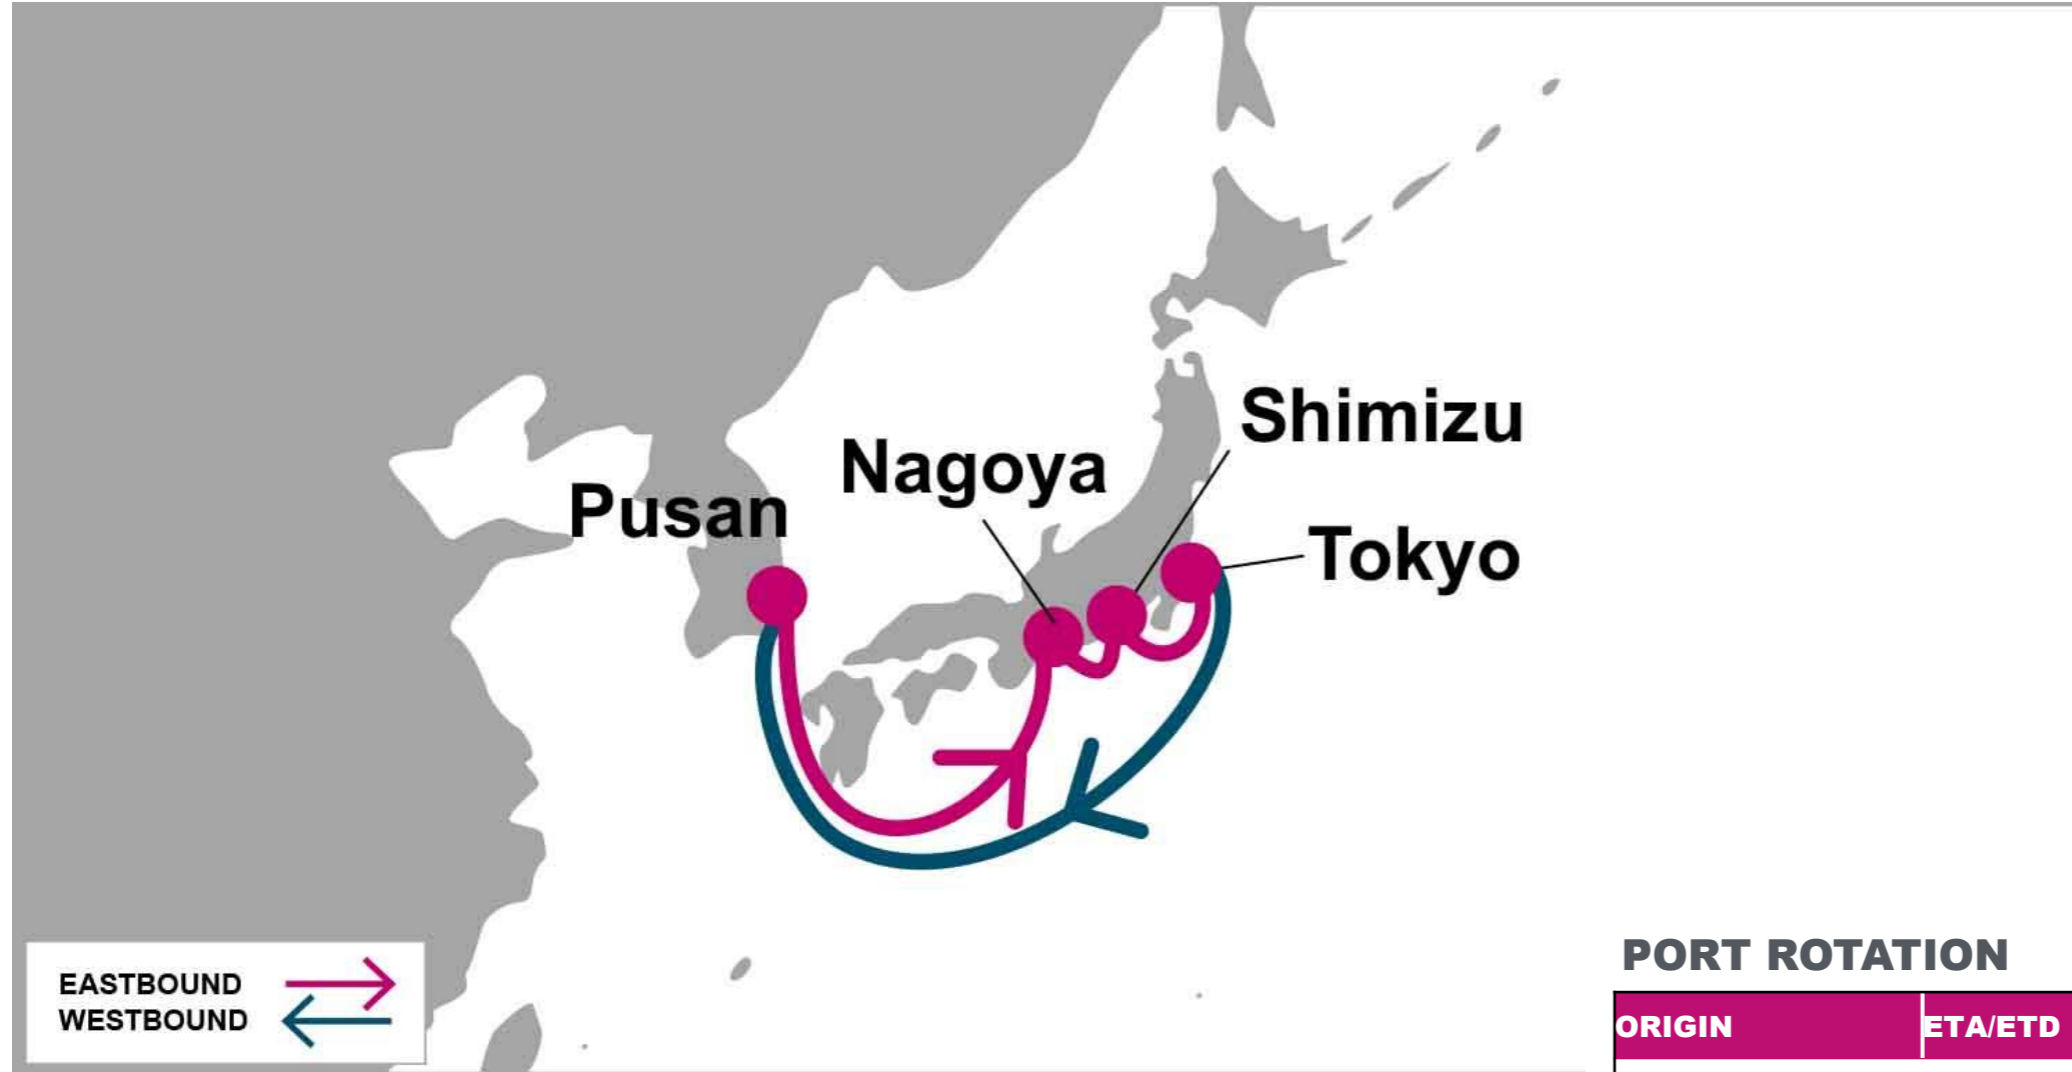 Shimizu
Nagoya
Pusan
Tokyo
EASTBOUND
WESTBOUND
PORT ROTATION
ORIGIN ETA/ETD